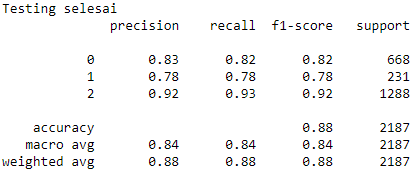 Testing selesai
precision recall f1-score support
0 0.83 0.82 0.82 668
1 0.78 0.78 0.78 231
2 0.92 0.93 0.92 1288
accuracy 0.88 2187
macro avg 0.84 0.84 0.84 2187
weighted avg 0.88 0.88 0.88 2187